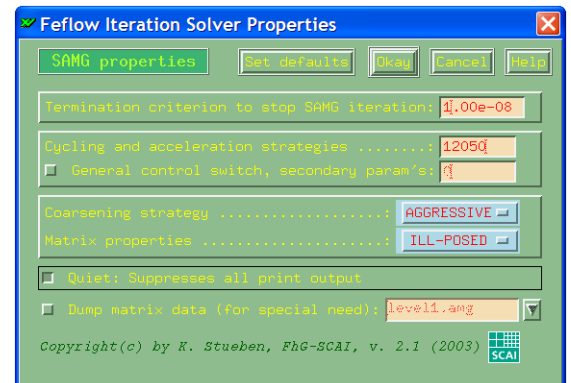 Feflow Iteration Solver Properties
SAMG properties Set defaults Okay Cancel Help
Termination criterion to stop SAMG iteration: 1.00e-08
Cycling and acceleration strategies ........: 12050
General control switch, secondary param's: 0
Coarsening strategy ...................: AGGRESSIVE
Matrix properties .....................: ILL-POSED
Quiet: Suppresses all print output
Dump matrix data (for special need): level1.amg
Copyright(c) by K. Stueben, FhG-SCAI, v. 2.1 (2003) SCAI